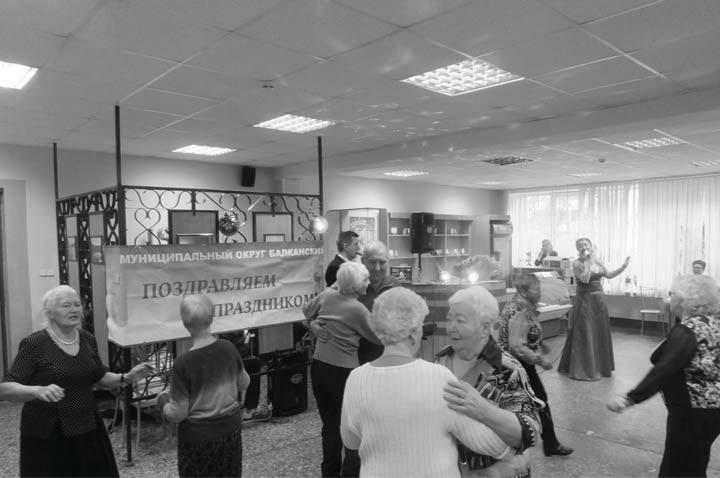 МУНИЦИПАЛЬНЫЙ ОКРУГ БАЛКАНСКИЙ
ПОЗДРАВЛЯЕМ
ПРАЗДНИКОМ